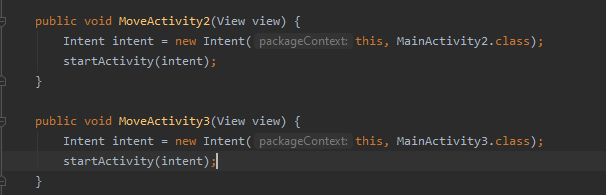 public void MoveActivity2(View view) {
Intent intent = new Intent( packageContext: this, MainActivity2.class);
startActivity(intent);
}
public void MoveActivity3(View view) {
Intent intent = new Intent( packageContext: this, MainActivity3.class);
startActivity(intent);
}